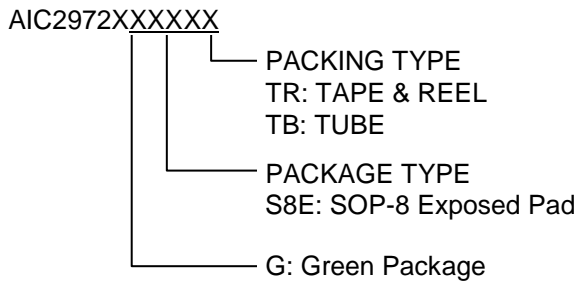 AIC2972XXXXXX
PACKING TYPE
TR: TAPE & REEL
TB: TUBE
PACKAGE TYPE
S8E: SOP-8 Exposed Pad
G: Green Package